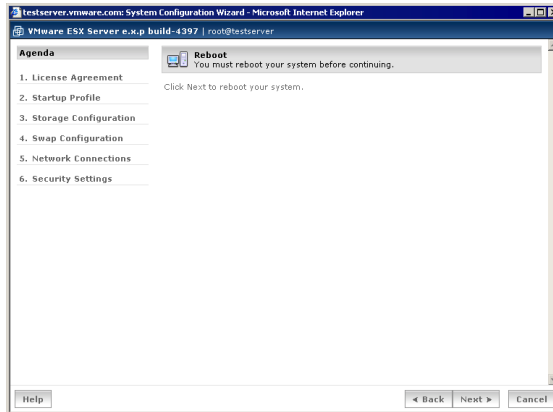 testserver.vmware.com: System Configuration Wizard - Microsoft Internet Explorer
VMware ESX Server e.x.p build-4397 | root@testserver
Agenda
1. License Agreement
2. Startup Profile
3. Storage Configuration
4. Swap Configuration
5. Network Connections
6. Security Settings
Reboot
You must reboot your system before continuing.
Click Next to reboot your system.
Help
Back
Next
Cancel